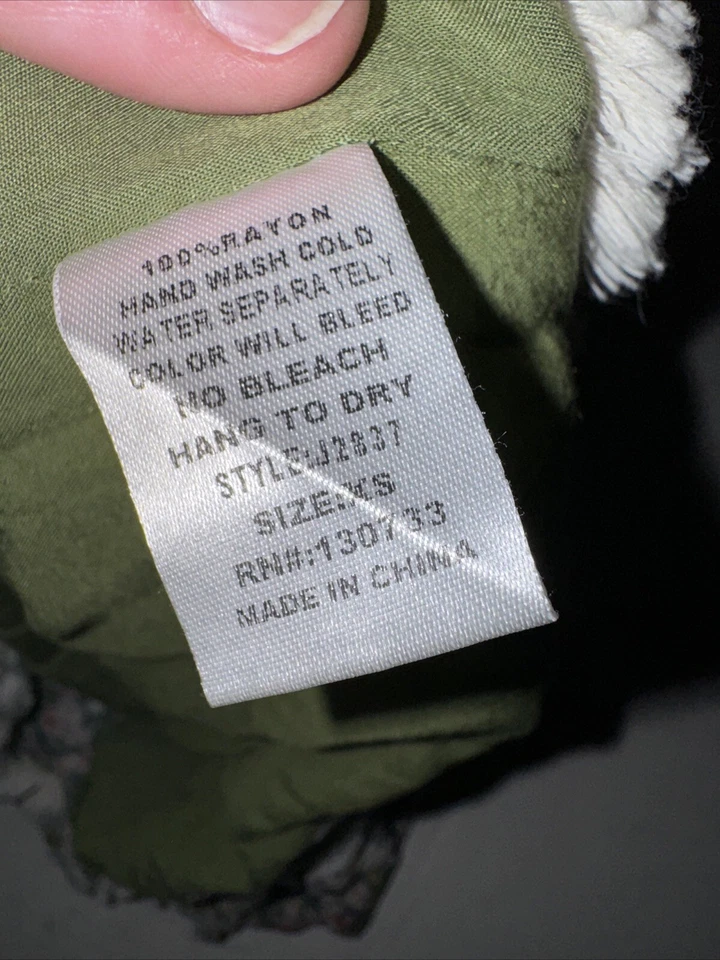 100%RAYON
HAND WASH COLD
WATER SEPARATELY
COLOR WILL BLEED
NO BLEACH
HANG TO DRY
STYLE:J2837
SIZE:XS
RN#:130733
MADE IN CHINA